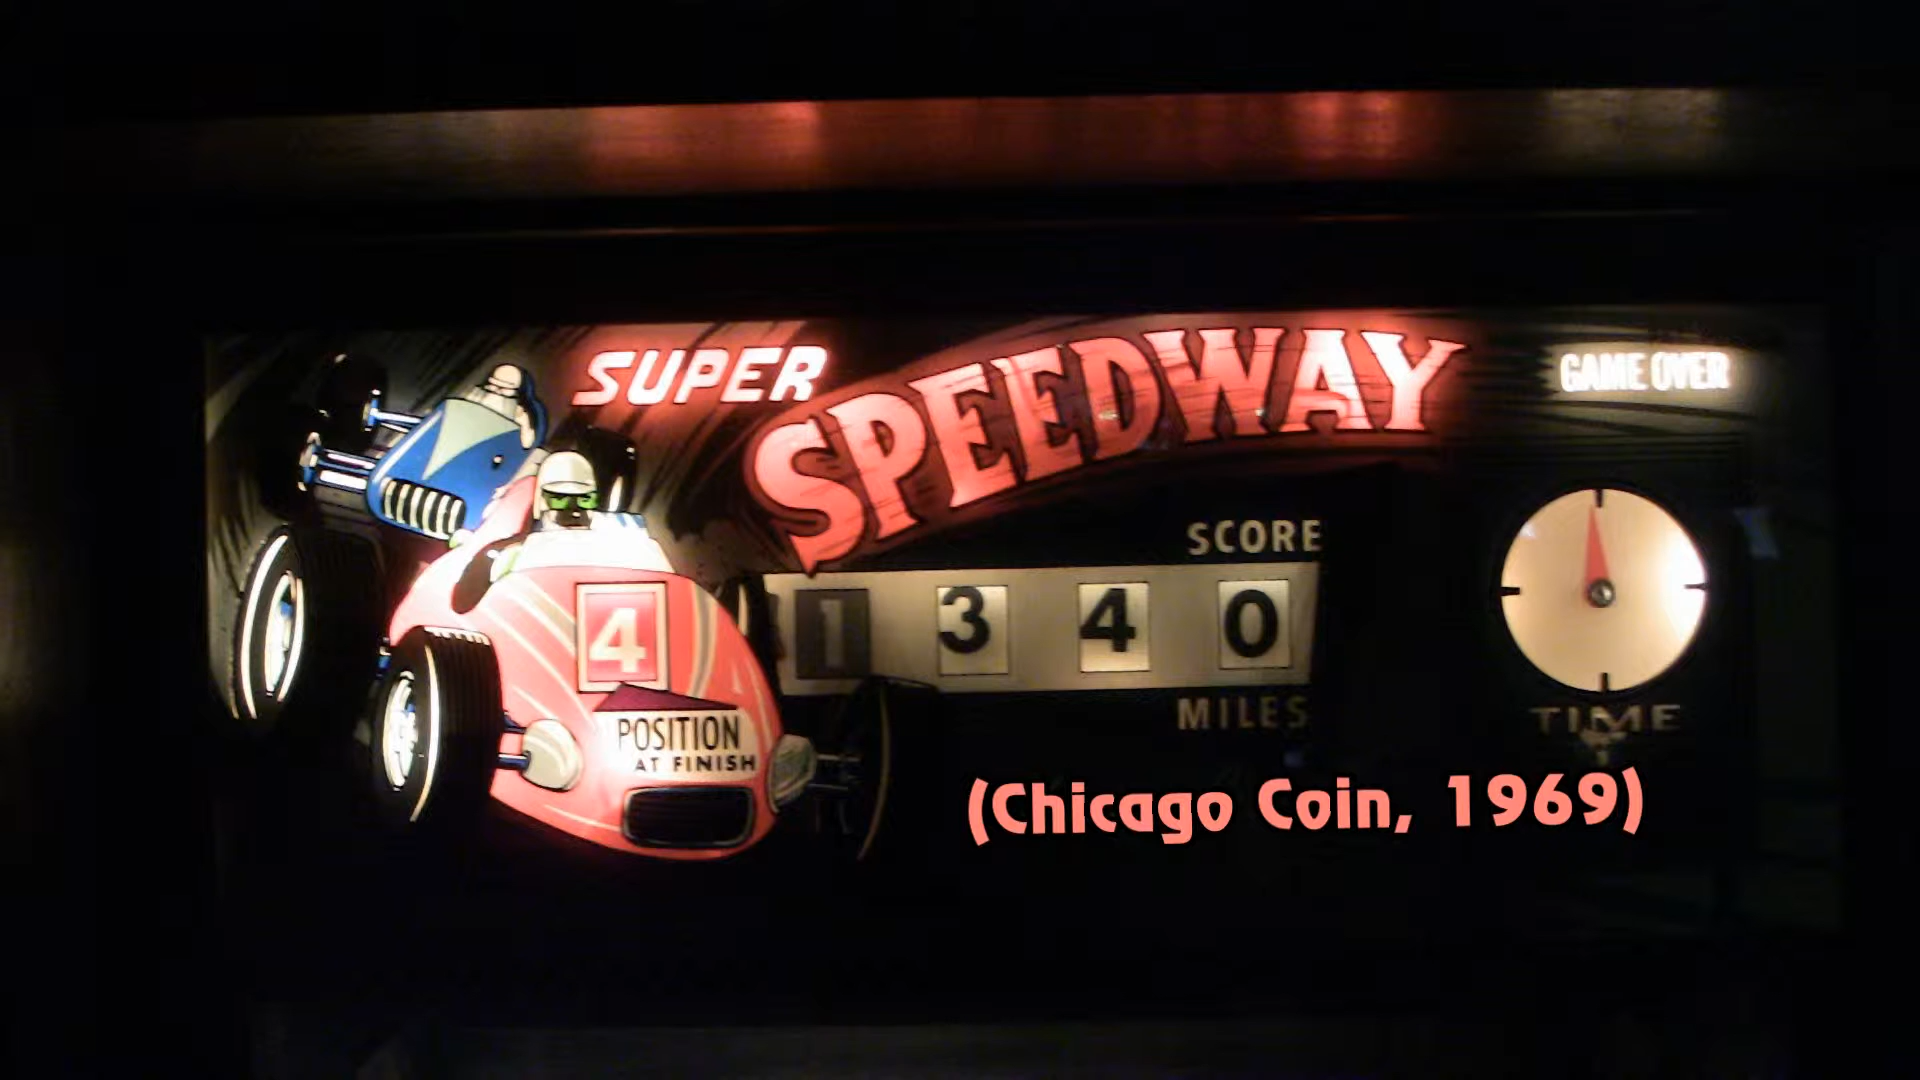 SUPER
SPEEDWAY
GAME OVER
SCORE
1 3 4 0
4
MILES
TIME
POSITION
AT FINISH
(Chicago Coin, 1969)